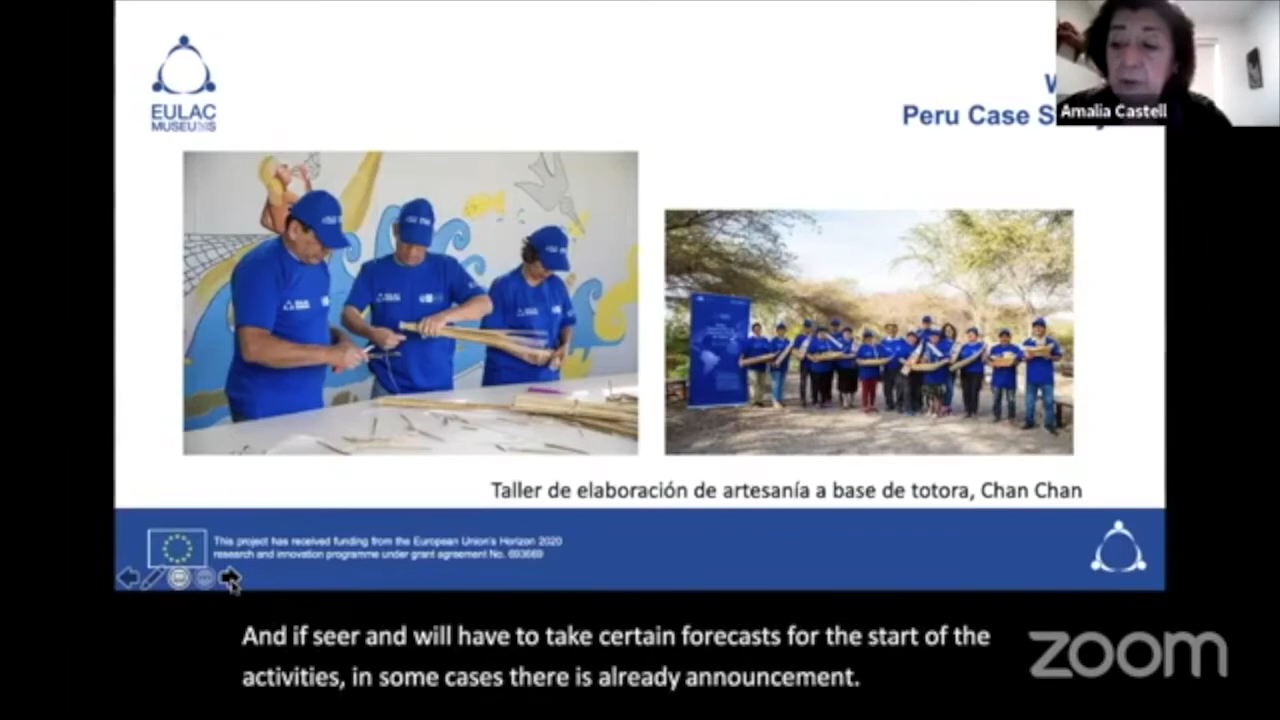 EULAC
MUSEUMS
Peru Case
Amalia Castell
Taller de elaboración de artesanía a base de totora, Chan Chan
This project has received funding from the European Union's Horizon 2020
research and innovation programme under grant agreement No. 693669
And if seer and will have to take certain forecasts for the start of the
activities, in some cases there is already announcement.
zoom